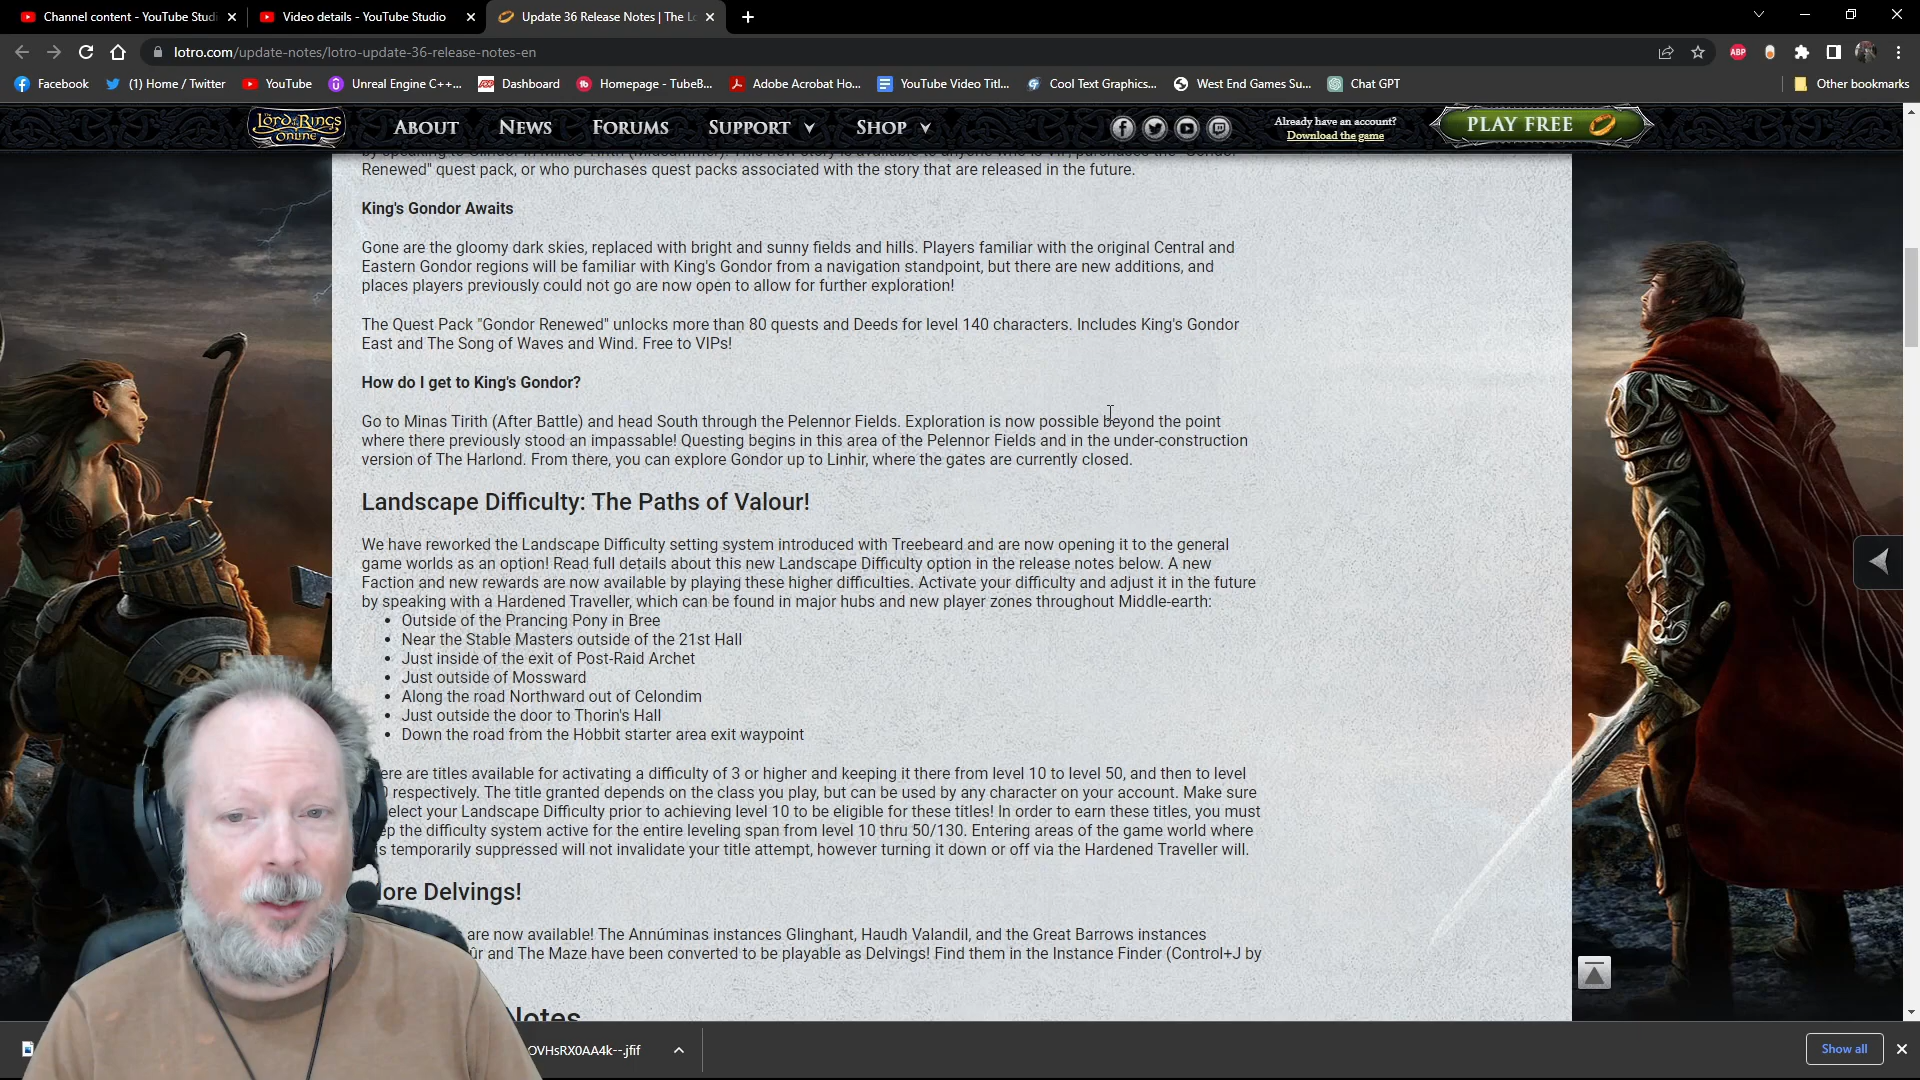 Channel content - YouTube Studi
Video details - YouTube Studio
Update 36 Release Notes | The Lo
lotro.com/update-notes/lotro-update-36-release-notes-en
ABP
Facebook
(1) Home / Twitter
YouTube
Unreal Engine C++...
Dashboard
Homepage - TubeB...
Adobe Acrobat Ho...
YouTube Video Titl...
Cool Text Graphics...
West End Games Su...
Chat GPT
Other bookmarks
The Lord of the Rings Online
About
News
Forums
Support
Shop
Already have an account?
Download the game
Play Free
Renewed" quest pack, or who purchases quest packs associated with the story that are released in the future.
King's Gondor Awaits
Gone are the gloomy dark skies, replaced with bright and sunny fields and hills. Players familiar with the original Central and
Eastern Gondor regions will be familiar with King's Gondor from a navigation standpoint, but there are new additions, and
places players previously could not go are now open to allow for further exploration!
The Quest Pack "Gondor Renewed" unlocks more than 80 quests and Deeds for level 140 characters. Includes King's Gondor
East and The Song of Waves and Wind. Free to VIPs!
How do I get to King's Gondor?
Go to Minas Tirith (After Battle) and head South through the Pelennor Fields. Exploration is now possible beyond the point
where there previously stood an impassable! Questing begins in this area of the Pelennor Fields and in the under-construction
version of The Harlond. From there, you can explore Gondor up to Linhir, where the gates are currently closed.
Landscape Difficulty: The Paths of Valour!
We have reworked the Landscape Difficulty setting system introduced with Treebeard and are now opening it to the general
game worlds as an option! Read full details about this new Landscape Difficulty option in the release notes below. A new
Faction and new rewards are now available by playing these higher difficulties. Activate your difficulty and adjust it in the future
by speaking with a Hardened Traveller, which can be found in major hubs and new player zones throughout Middle-earth:
• Outside of the Prancing Pony in Bree
• Near the Stable Masters outside of the 21st Hall
• Just inside of the exit of Post-Raid Archet
• Just outside of Mossward
• Along the road Northward out of Celondim
• Just outside the door to Thorin's Hall
• Down the road from the Hobbit starter area exit waypoint
ere are titles available for activating a difficulty of 3 or higher and keeping it there from level 10 to level 50, and then to level
0 respectively. The title granted depends on the class you play, but can be used by any character on your account. Make sure
elect your Landscape Difficulty prior to achieving level 10 to be eligible for these titles! In order to earn these titles, you must
ep the difficulty system active for the entire leveling span from level 10 thru 50/130. Entering areas of the game world where
s temporarily suppressed will not invalidate your title attempt, however turning it down or off via the Hardened Traveller will.
ore Delvings!
are now available! The Annúminas instances Glinghant, Haudh Valandil, and the Great Barrows instances
ûr and The Maze have been converted to be playable as Delvings! Find them in the Instance Finder (Control+J by
Notes
OVHsRX0AA4k--.jfif
Show all